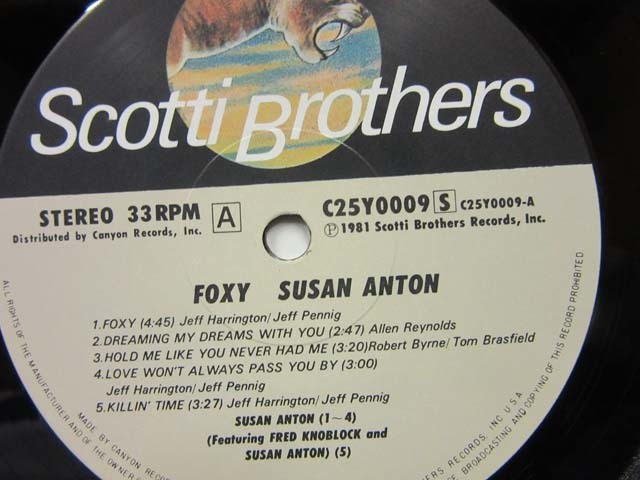 Scotti Brothers
STEREO 33RPM A
Distributed by Canyon Records, Inc.
C25Y0009 S C25Y0009-A
Ⓟ1981 Scotti Brothers Records, Inc.
FOXY SUSAN ANTON
1.FOXY (4:45) Jeff Harrington/Jeff Pennig
2.DREAMING MY DREAMS WITH YOU (2:47) Allen Reynolds
3.HOLD ME LIKE YOU NEVER HAD ME (3:20)Robert Byrne/Tom Brasfield
4.LOVE WON'T ALWAYS PASS YOU BY (3:00)
Jeff Harrington/Jeff Pennig
5.KILLIN' TIME (3:27) Jeff Harrington/Jeff Pennig
SUSAN ANTON (1~4)
(Featuring FRED KNOBLOCK and
SUSAN ANTON) (5)
ALL RIGHTS OF THE MANUFACTURER AND OF THE OWNER
MADE BY CANYON RECO
RECORDS, INC U.S.A.
BROADCASTING AND COPYING OF THIS RECORD PROHIBITED